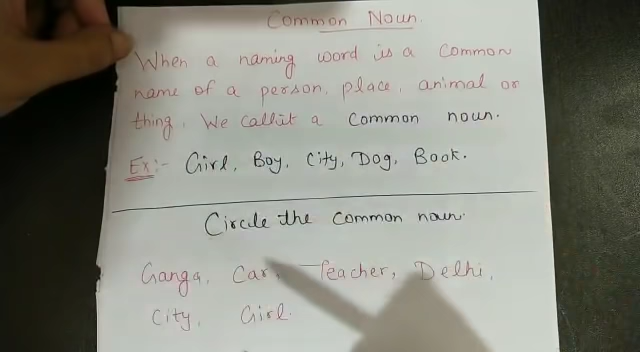 Common Noun.
When a naming word is a common
name of a person, place, animal or
thing. We call it a common noun.
Ex:- Girl, Boy, City, Dog, Book.
Circle the common noun.
Ganga, Car, Teacher, Delhi,
City, Girl.